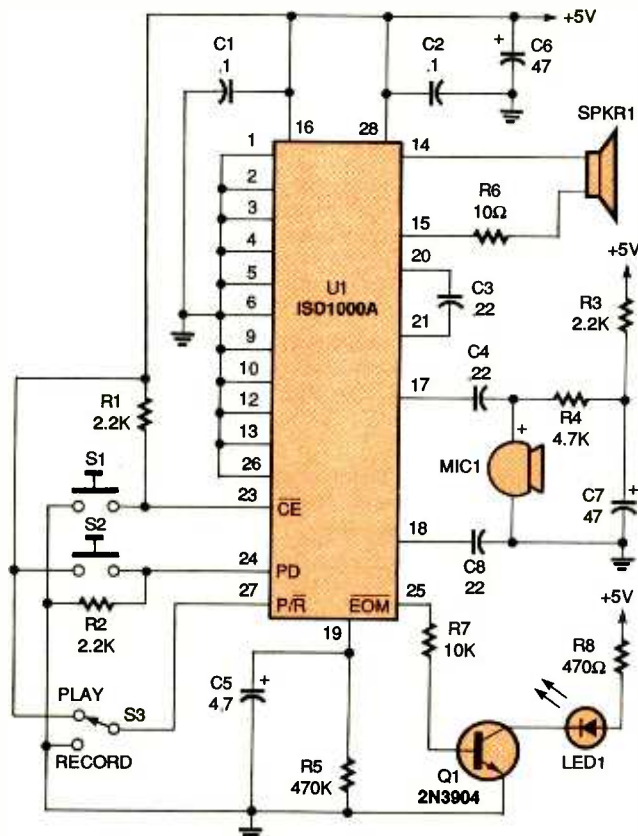 +5V
C1
.1
C2
.1
+
C6
47
SPKR1
16
28
1
2
3
4
5
6
9
10
12
13
26
14
15
R6
10Ω
20
21
C3
.22
U1
ISD1000A
+5V
R3
2.2K
17
C4
.22
R4
4.7K
+
MIC1
C7
+
47
R1
2.2K
S1
23
CE
S2
24
PD
R2
2.2K
27
P/R
EOM
18
C8
22
25
19
PLAY
S3
RECORD
C5
4.7
+
R5
470K
R7
10K
+5V
R8
470Ω
Q1
2N3904
LED1